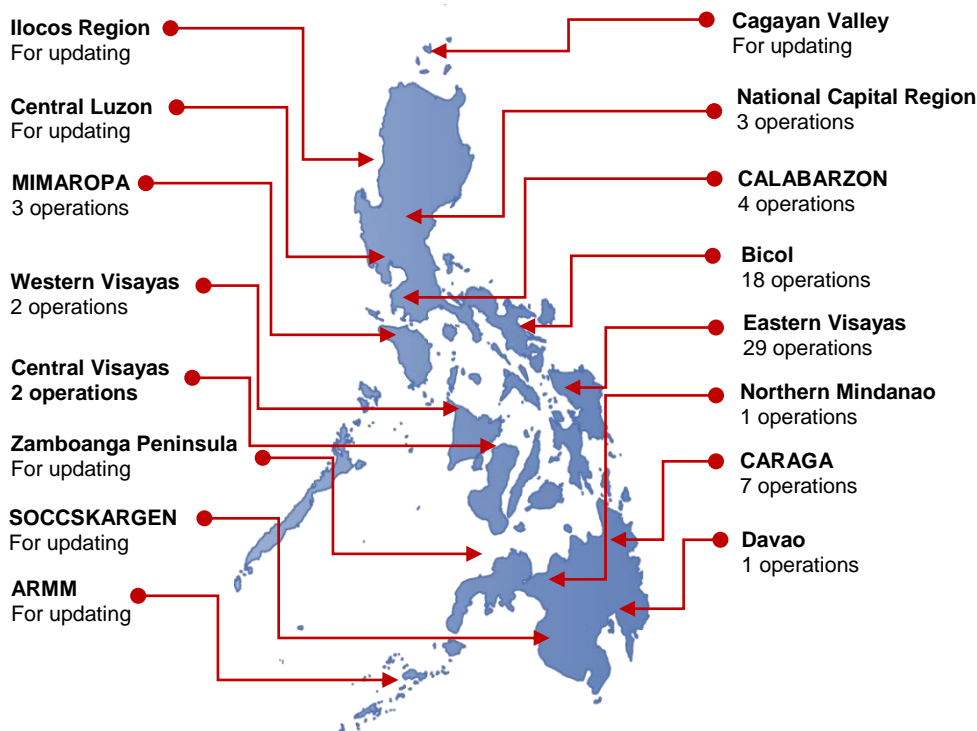 Ilocos Region
For updating
Central Luzon
For updating
MIMAROPA
3 operations
Western Visayas
2 operations
Central Visayas
2 operations
Zamboanga Peninsula
For updating
SOCCSKARGEN
For updating
ARMM
For updating
Cagayan Valley
For updating
National Capital Region
3 operations
CALABARZON
4 operations
Bicol
18 operations
Eastern Visayas
29 operations
Northern Mindanao
1 operations
CARAGA
7 operations
Davao
1 operations